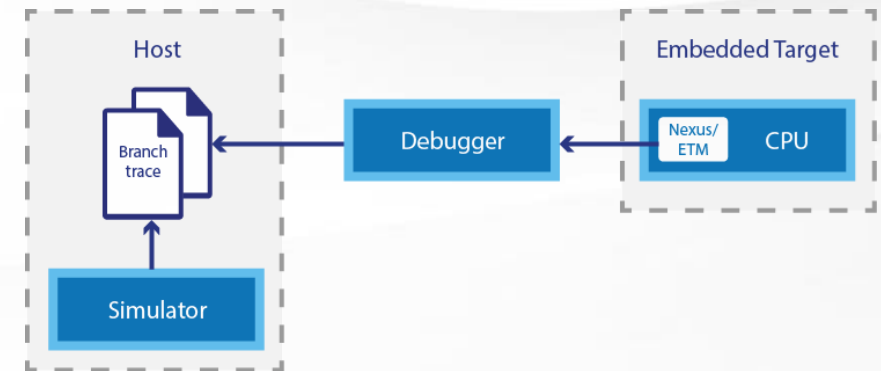 Host
Embedded Target
Branch
trace
Debugger
Nexus/
ETM
CPU
Simulator